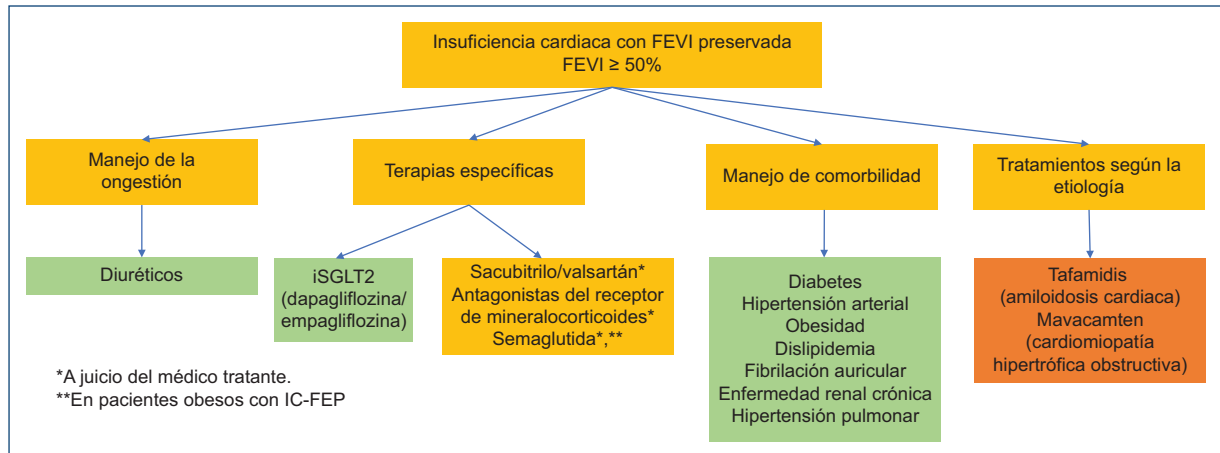 Insuficiencia cardiaca con FEVI preservada
FEVI ≥ 50%
Manejo de la
ongestión
Terapias específicas
Manejo de comorbilidad
Tratamientos según la
etiología
Diuréticos
iSGLT2
(dapagliflozina/
empagliflozina)
Sacubitrilo/valsartán*
Antagonistas del receptor
de mineralocorticoides*
Semaglutida*,**
Diabetes
Hipertensión arterial
Obesidad
Dislipidemia
Fibrilación auricular
Enfermedad renal crónica
Hipertensión pulmonar
Tafamidis
(amiloidosis cardiaca)
Mavacamten
(cardiomiopatía
hipertrófica obstructiva)
*A juicio del médico tratante.
**En pacientes obesos con IC-FEP